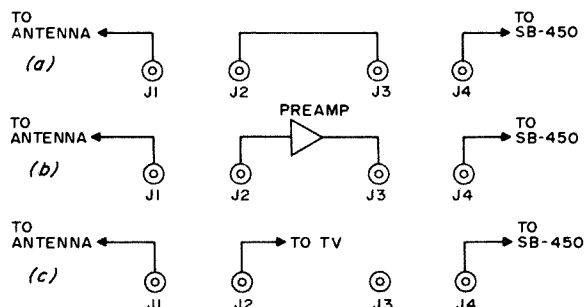 TO
ANTENNA
TO
SB-450
(a)
J1
J2
J3
J4
PREAMP
TO
ANTENNA
TO
SB-450
(b)
J1
J2
J3
J4
TO
ANTENNA
TO TV
TO
SB-450
(c)
J1
J2
J3
J4